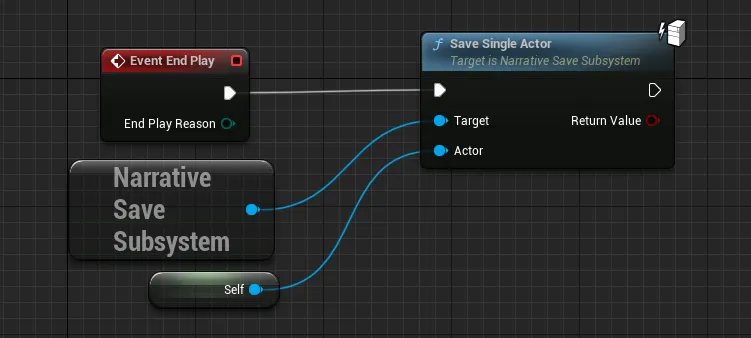 Event End Play
End Play Reason
Narrative
Save
Subsystem
Self
Save Single Actor
Target is Narrative Save Subsystem
Target
Return Value
Actor